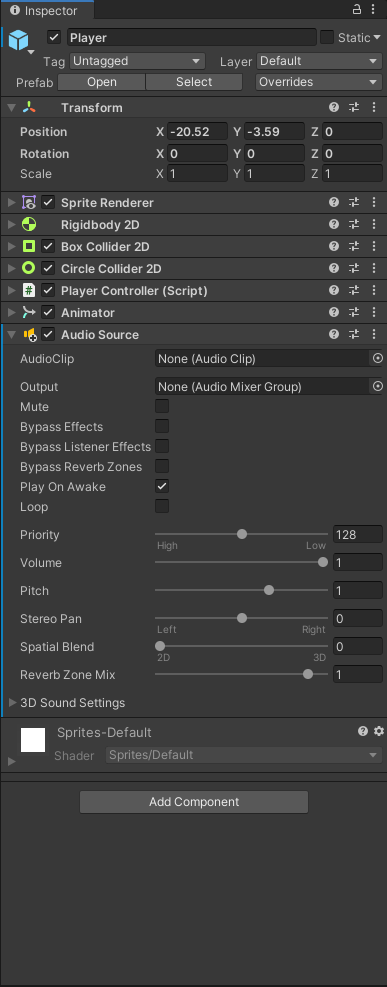 Inspector
Player Static
Tag Untagged Layer Default
Prefab Open Select Overrides
Transform
Position X -20.52 Y -3.59 Z 0
Rotation X 0 Y 0 Z 0
Scale X 1 Y 1 Z 1
Sprite Renderer
Rigidbody 2D
Box Collider 2D
Circle Collider 2D
# Player Controller (Script)
Animator
Audio Source
AudioClip None (Audio Clip)
Output None (Audio Mixer Group)
Mute
Bypass Effects
Bypass Listener Effects
Bypass Reverb Zones
Play On Awake
Loop
Priority 128
High Low
Volume 1
Pitch 1
Stereo Pan 0
Left Right
Spatial Blend 0
2D 3D
Reverb Zone Mix 1
3D Sound Settings
Sprites-Default
Shader Sprites/Default
Add Component